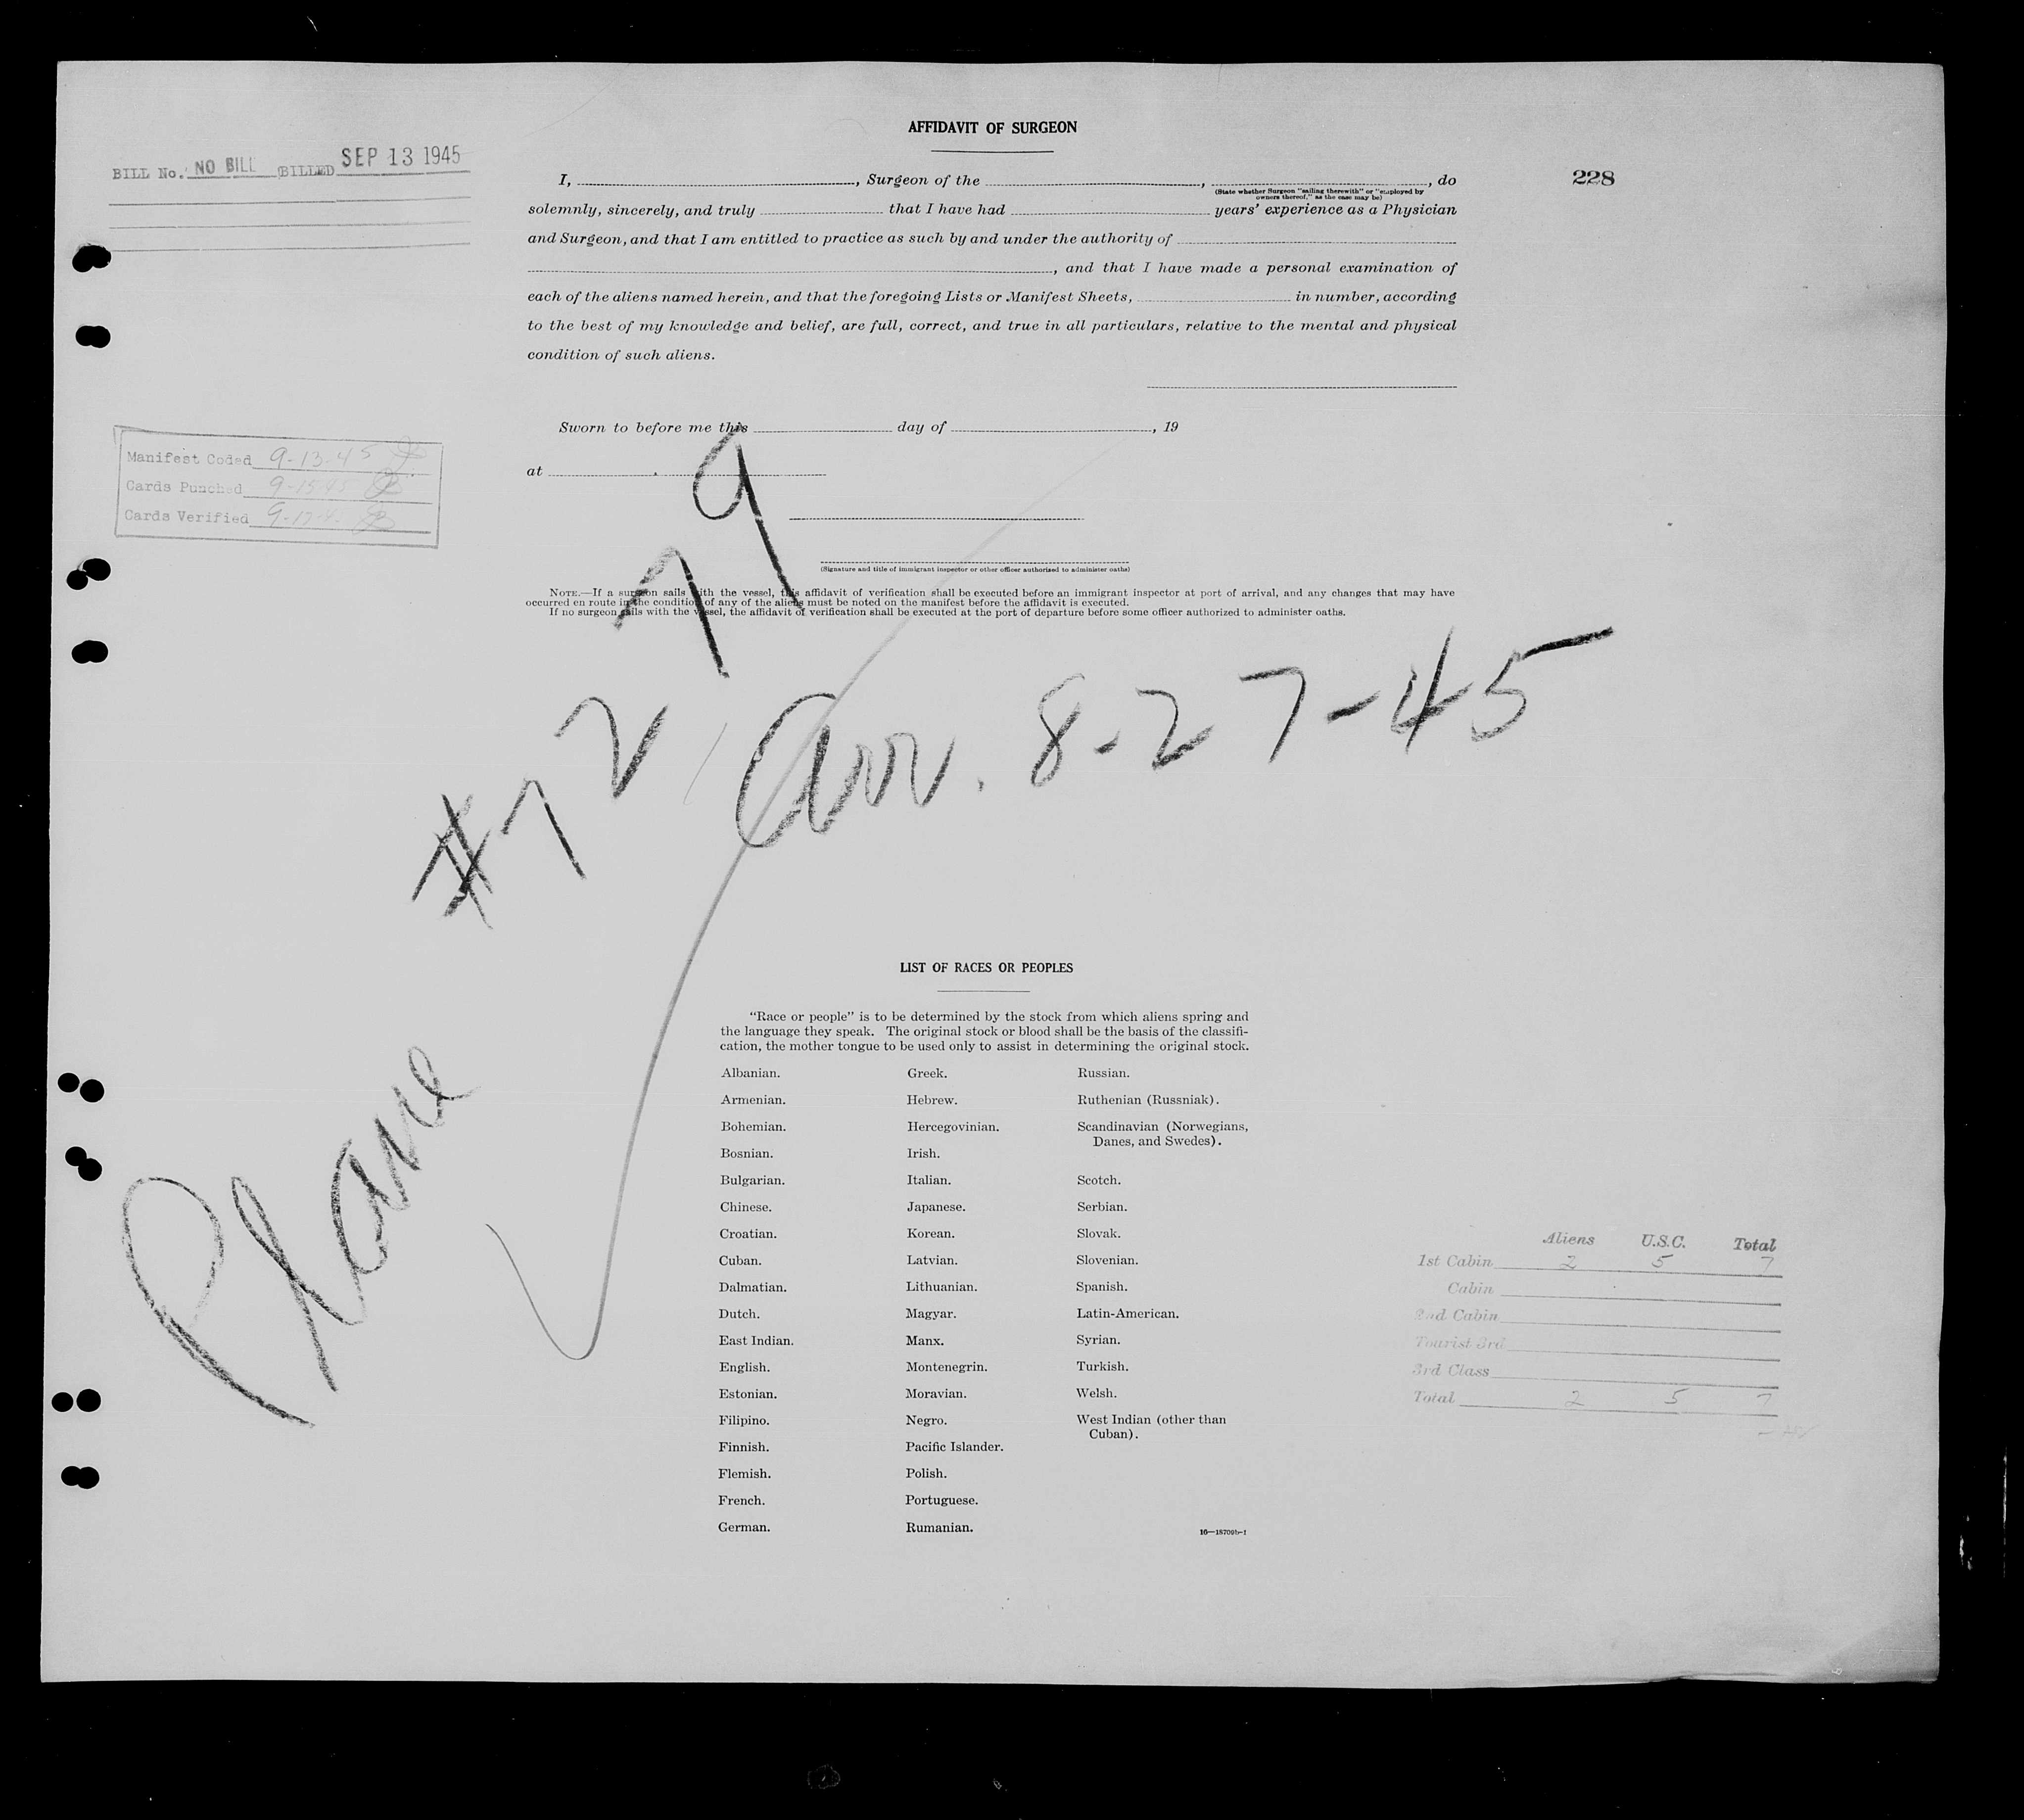 AFFIDAVIT OF SURGEON
BILL No. NO BILL BILLED SEP 13 1945
228
I, , Surgeon of the , , do
(State whether Surgeon "sailing therewith" or "employed by
owners thereof," as the case may be)
solemnly, sincerely, and truly that I have had years' experience as a Physician
and Surgeon, and that I am entitled to practice as such by and under the authority of
, and that I have made a personal examination of
each of the aliens named herein, and that the foregoing Lists or Manifest Sheets, in number, according
to the best of my knowledge and belief, are full, correct, and true in all particulars, relative to the mental and physical
condition of such aliens.
Sworn to before me this day of , 19
at
Manifest Coded 9-13-45
Cards Punched 9-15-45
Cards Verified 9-17-45
(Signature and title of immigrant inspector or other officer authorized to administer oaths)
NOTE.—If a surgeon sails with the vessel, this affidavit of verification shall be executed before an immigrant inspector at port of arrival, and any changes that may have
occurred en route in the condition of any of the aliens must be noted on the manifest before the affidavit is executed.
If no surgeon sails with the vessel, the affidavit of verification shall be executed at the port of departure before some officer authorized to administer oaths.
Plane #7279
Arr. 8-27-45
LIST OF RACES OR PEOPLES
"Race or people" is to be determined by the stock from which aliens spring and
the language they speak. The original stock or blood shall be the basis of the classifi-
cation, the mother tongue to be used only to assist in determining the original stock.
Albanian. Greek. Russian.
Armenian. Hebrew. Ruthenian (Russniak).
Bohemian. Hercegovinian. Scandinavian (Norwegians,
Danes, and Swedes).
Bosnian. Irish.
Bulgarian. Italian. Scotch.
Chinese. Japanese. Serbian.
Croatian. Korean. Slovak.
Cuban. Latvian. Slovenian.
Dalmatian. Lithuanian. Spanish.
Dutch. Magyar. Latin-American.
East Indian. Manx. Syrian.
English. Montenegrin. Turkish.
Estonian. Moravian. Welsh.
Filipino. Negro. West Indian (other than
Cuban).
Finnish. Pacific Islander.
Flemish. Polish.
French. Portuguese.
German. Rumanian.
16—18709b-1
Aliens U.S.C. Total
1st Cabin 2 5 7
Cabin
2nd Cabin
Tourist 3rd
3rd Class
Total 2 5 7